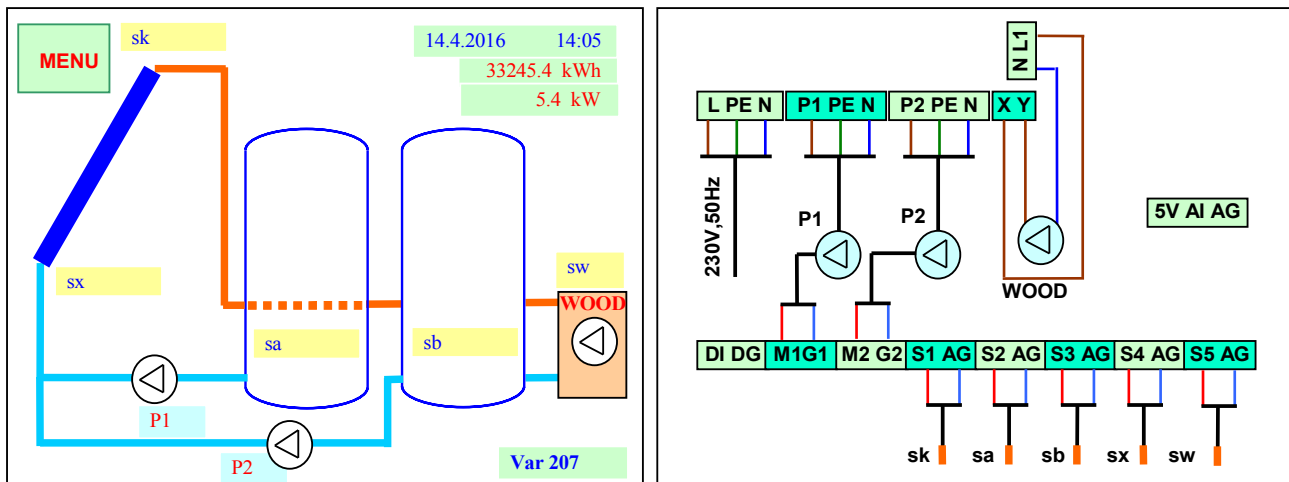 sk
MENU
14.4.2016 14:05
33245.4 kWh
5.4 kW
sx
sw
WOOD
sa
sb
P1
P2
Var 207
N L1
L PE N
P1 PE N
P2 PE N
X Y
230V,50Hz
P1
P2
5V AI AG
WOOD
DI DG
M1G1
M2 G2
S1 AG
S2 AG
S3 AG
S4 AG
S5 AG
sk
sa
sb
sx
sw